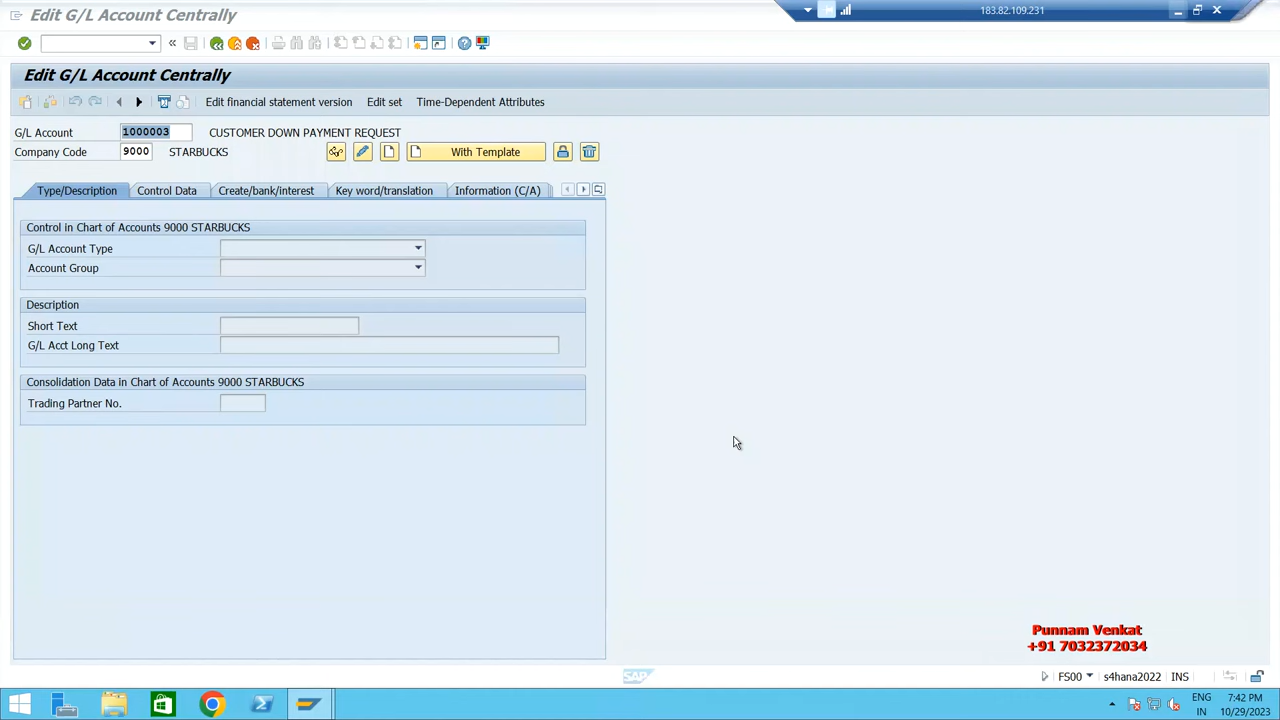 Edit G/L Account Centrally
183.82.109.231
Edit G/L Account Centrally
Edit financial statement version Edit set Time-Dependent Attributes
G/L Account 1000003 CUSTOMER DOWN PAYMENT REQUEST
Company Code 9000 STARBUCKS With Template
Type/Description Control Data Create/bank/interest Key word/translation Information (C/A)
Control in Chart of Accounts 9000 STARBUCKS
G/L Account Type
Account Group
Description
Short Text
G/L Acct Long Text
Consolidation Data in Chart of Accounts 9000 STARBUCKS
Trading Partner No.
Punnam Venkat
+91 7032372034
SAP
FS00 s4hana2022 INS
ENG 7:42 PM
IN 10/29/2023